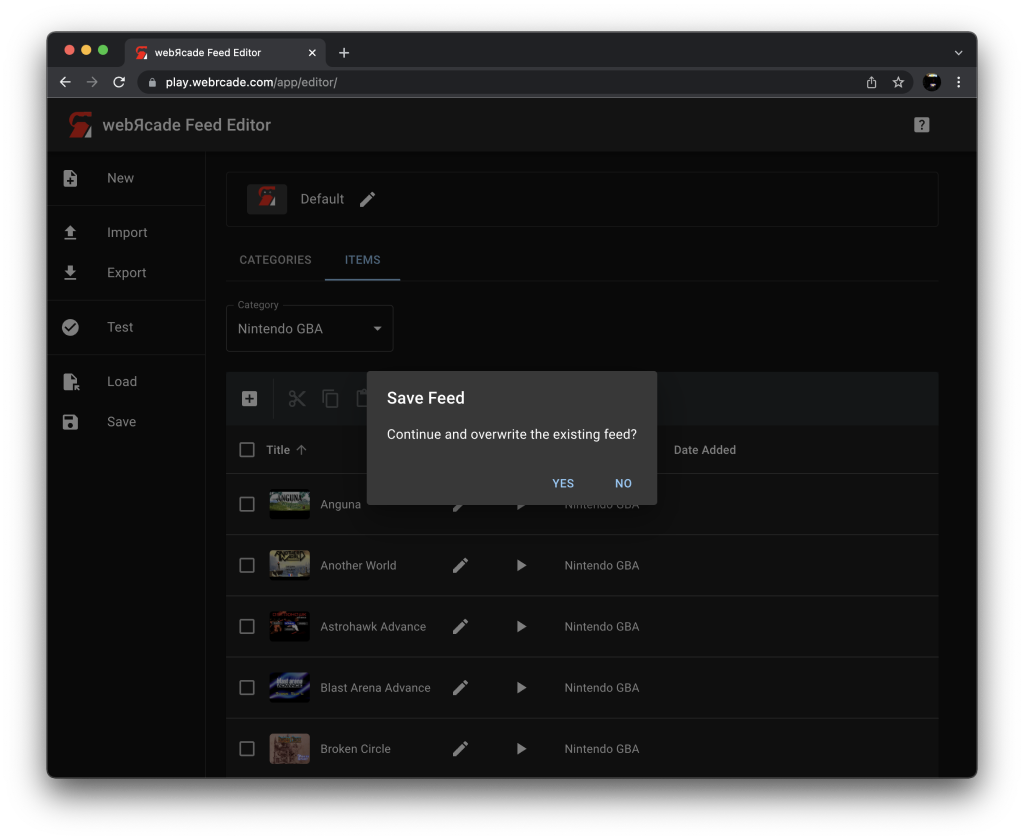 webЯcade Feed Editor
play.webrcade.com/app/editor/
webЯcade Feed Editor
?
New
Import
Export
Test
Load
Save
Default
CATEGORIES ITEMS
Category
Nintendo GBA
Save Feed
Continue and overwrite the existing feed?
YES NO
Title Date Added
Anguna Nintendo GBA
Another World Nintendo GBA
Astrohawk Advance Nintendo GBA
Blast Arena Advance Nintendo GBA
Broken Circle Nintendo GBA